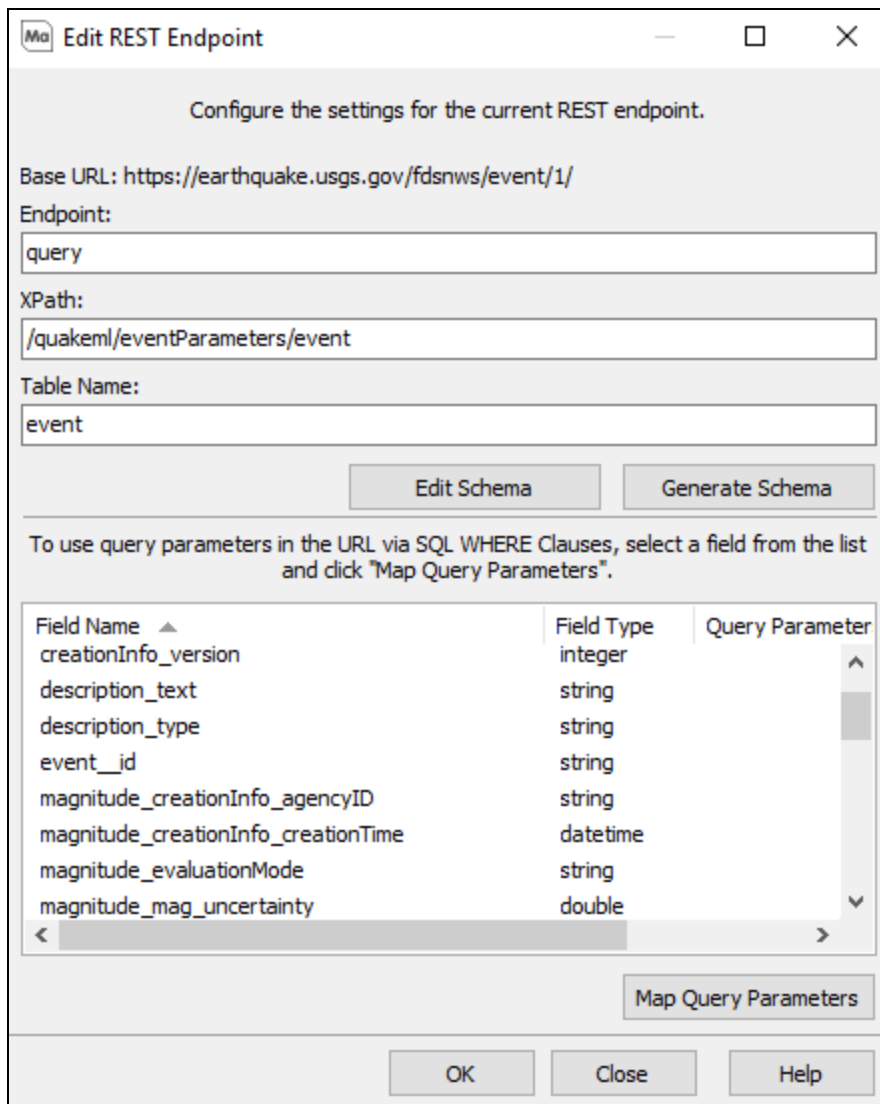 Ma Edit REST Endpoint
Configure the settings for the current REST endpoint.
Base URL: https://earthquake.usgs.gov/fdsnws/event/1/
Endpoint:
query
XPath:
/quakeml/eventParameters/event
Table Name:
event
Edit Schema Generate Schema
To use query parameters in the URL via SQL WHERE Clauses, select a field from the list
and click "Map Query Parameters".
Field Name Field Type Query Parameter
creationInfo_version integer
description_text string
description_type string
event__id string
magnitude_creationInfo_agencyID string
magnitude_creationInfo_creationTime datetime
magnitude_evaluationMode string
magnitude_mag_uncertainty double
Map Query Parameters
OK Close Help